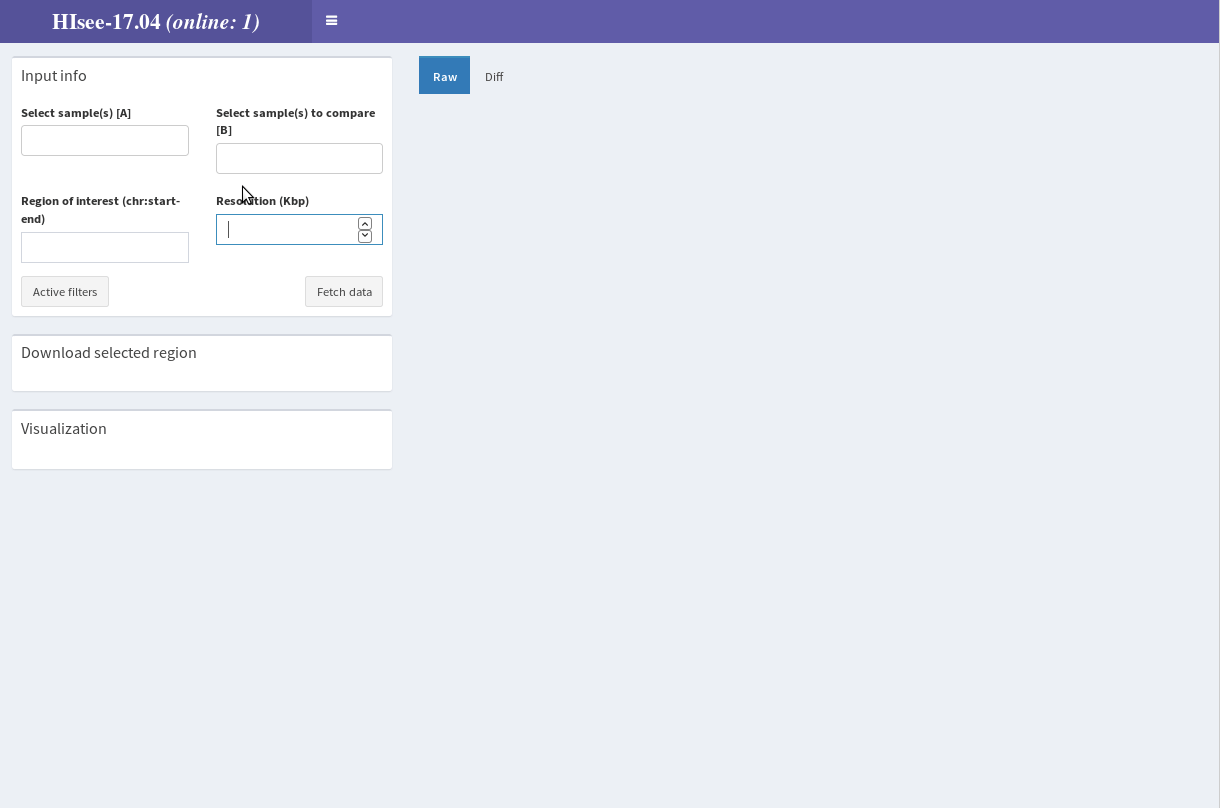 HIsee-17.04 (online: 1)
Input info
Raw
Diff
Select sample(s) [A]
Select sample(s) to compare
[B]
Region of interest (chr:start-
end)
Resolution (Kbp)
Active filters
Fetch data
Download selected region
Visualization